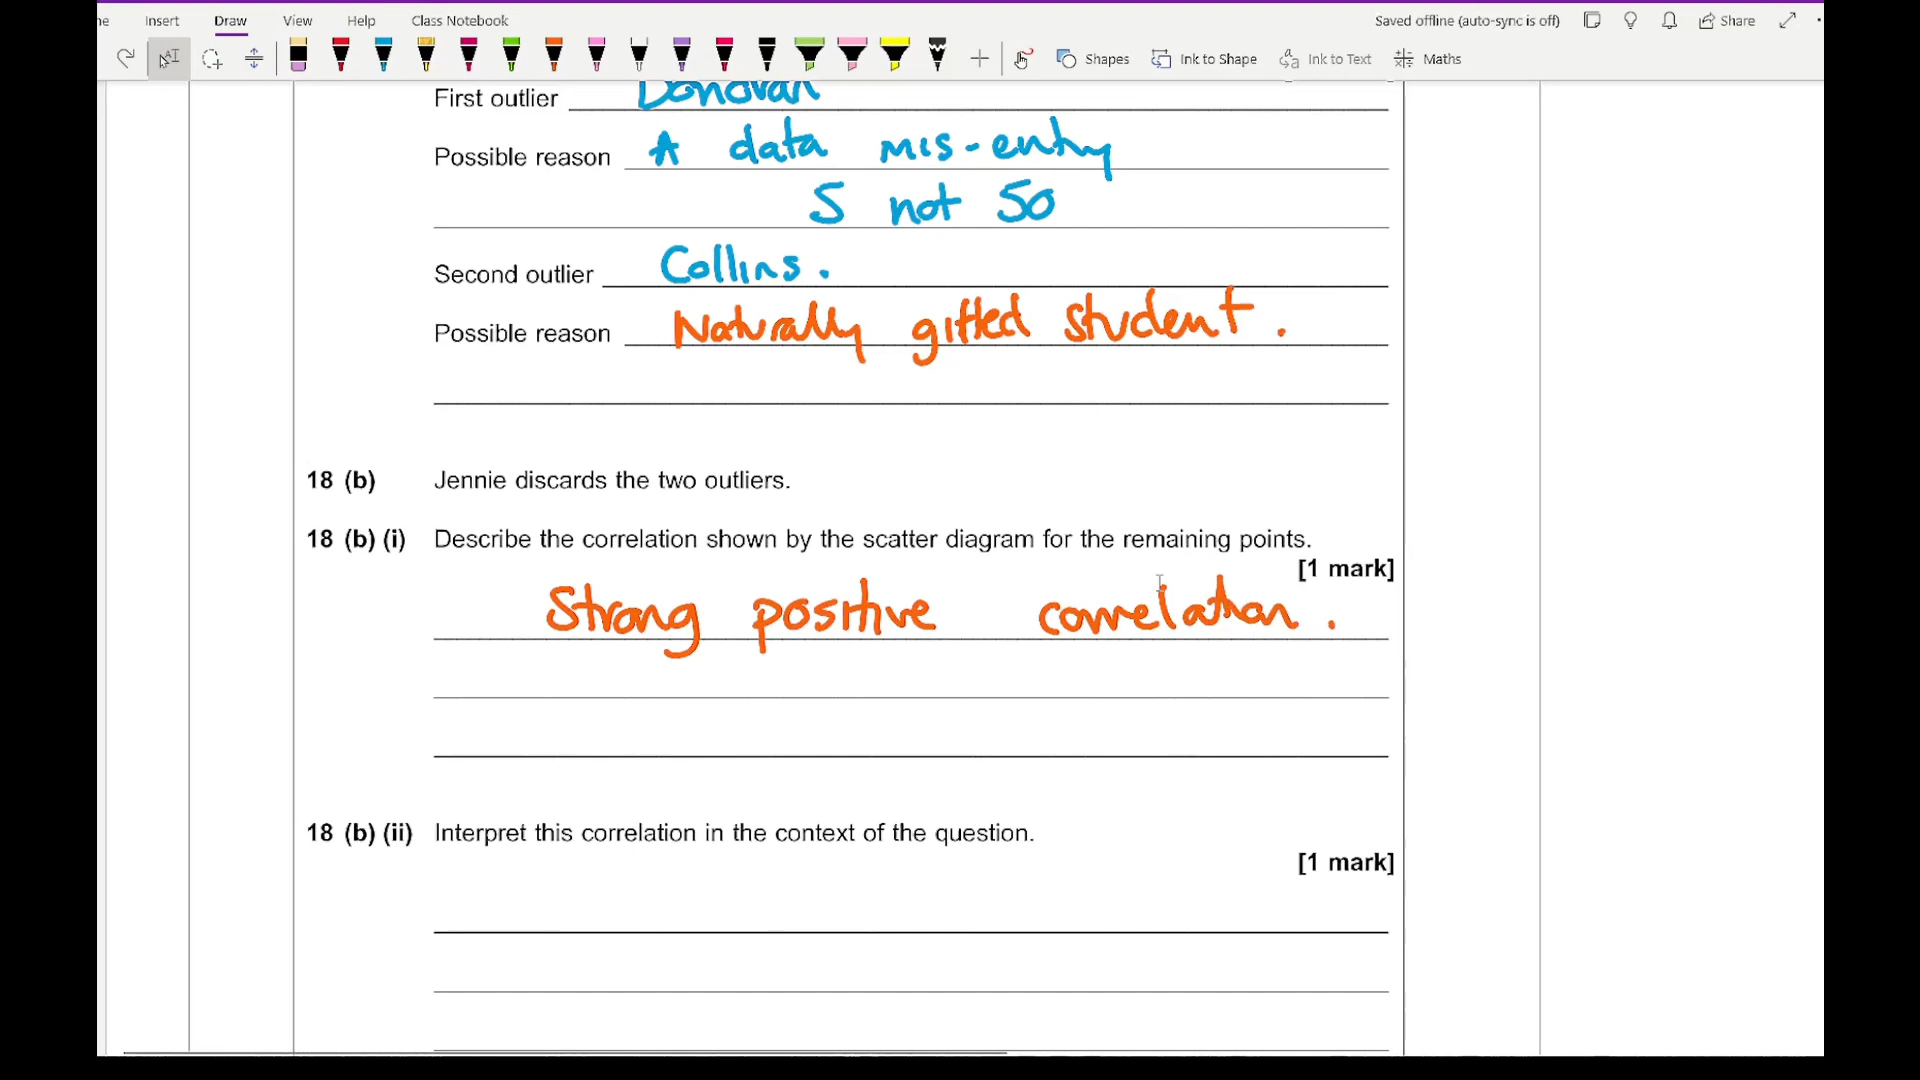 Insert Draw View Help Class Notebook Saved offline (auto-sync is off) Share
Shapes Ink to Shape Ink to Text Maths
First outlier Donovan
Possible reason A data mis-entry
5 not 50
Second outlier Collins.
Possible reason Naturally gifted student.
18 (b) Jennie discards the two outliers.
18 (b) (i) Describe the correlation shown by the scatter diagram for the remaining points.
[1 mark]
Strong positive correlation.
18 (b) (ii) Interpret this correlation in the context of the question.
[1 mark]